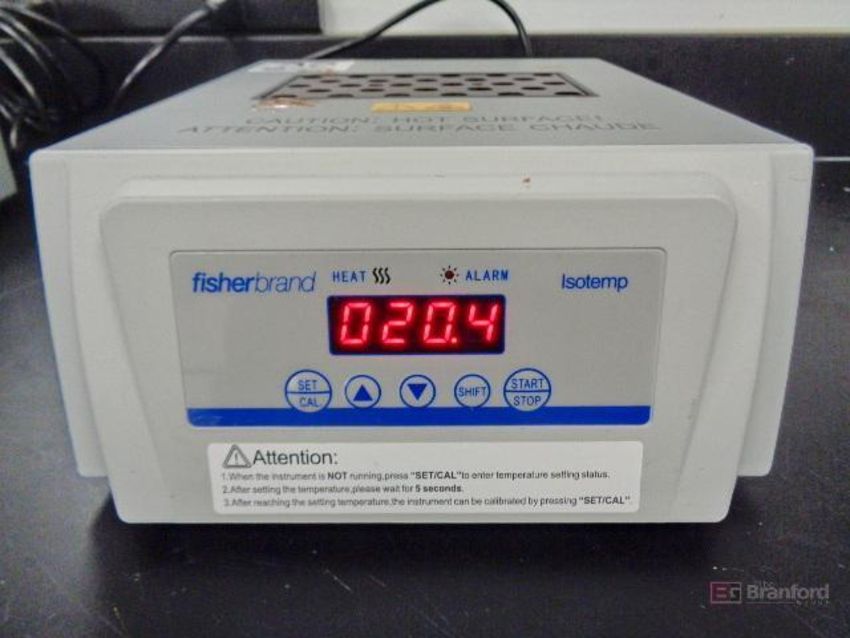 CAUTION: HOT SURFACE!
ATTENTION: SURFACE CHAUDE
fisherbrand HEAT ALARM Isotemp
020.4
SET CAL SHIFT START STOP
Attention:
1.When the instrument is NOT running,press "SET/CAL"to enter temperature setting status.
2.After setting the temperature,please wait for 5 seconds.
3.After reaching the setting temperature,the instrument can be calibrated by pressing "SET/CAL".
BG The Branford